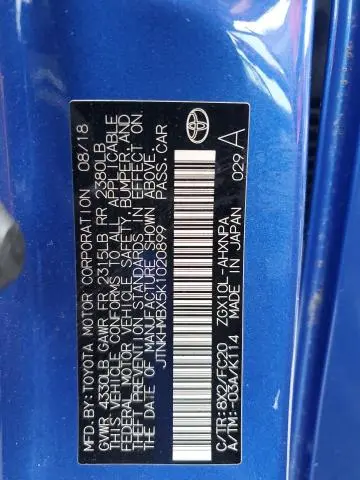 MFD. BY: TOYOTA MOTOR CORPORATION 08/18
GVWR 4330LB GAWR FR 2315LB RR 2380LB
THIS VEHICLE CONFORMS TO ALL APPLICABLE
FEDERAL MOTOR VEHICLE SAFETY, BUMPER, AND
THEFT PREVENTION STANDARDS IN EFFECT ON
THE DATE OF MANUFACTURE SHOWN ABOVE.
JTNKHMBX5K1020899 PASS.CAR
C/TR:8X2/FC20 ZGX10L-AHXNPA
A/TM:-03A/K114 MADE IN JAPAN 029 A